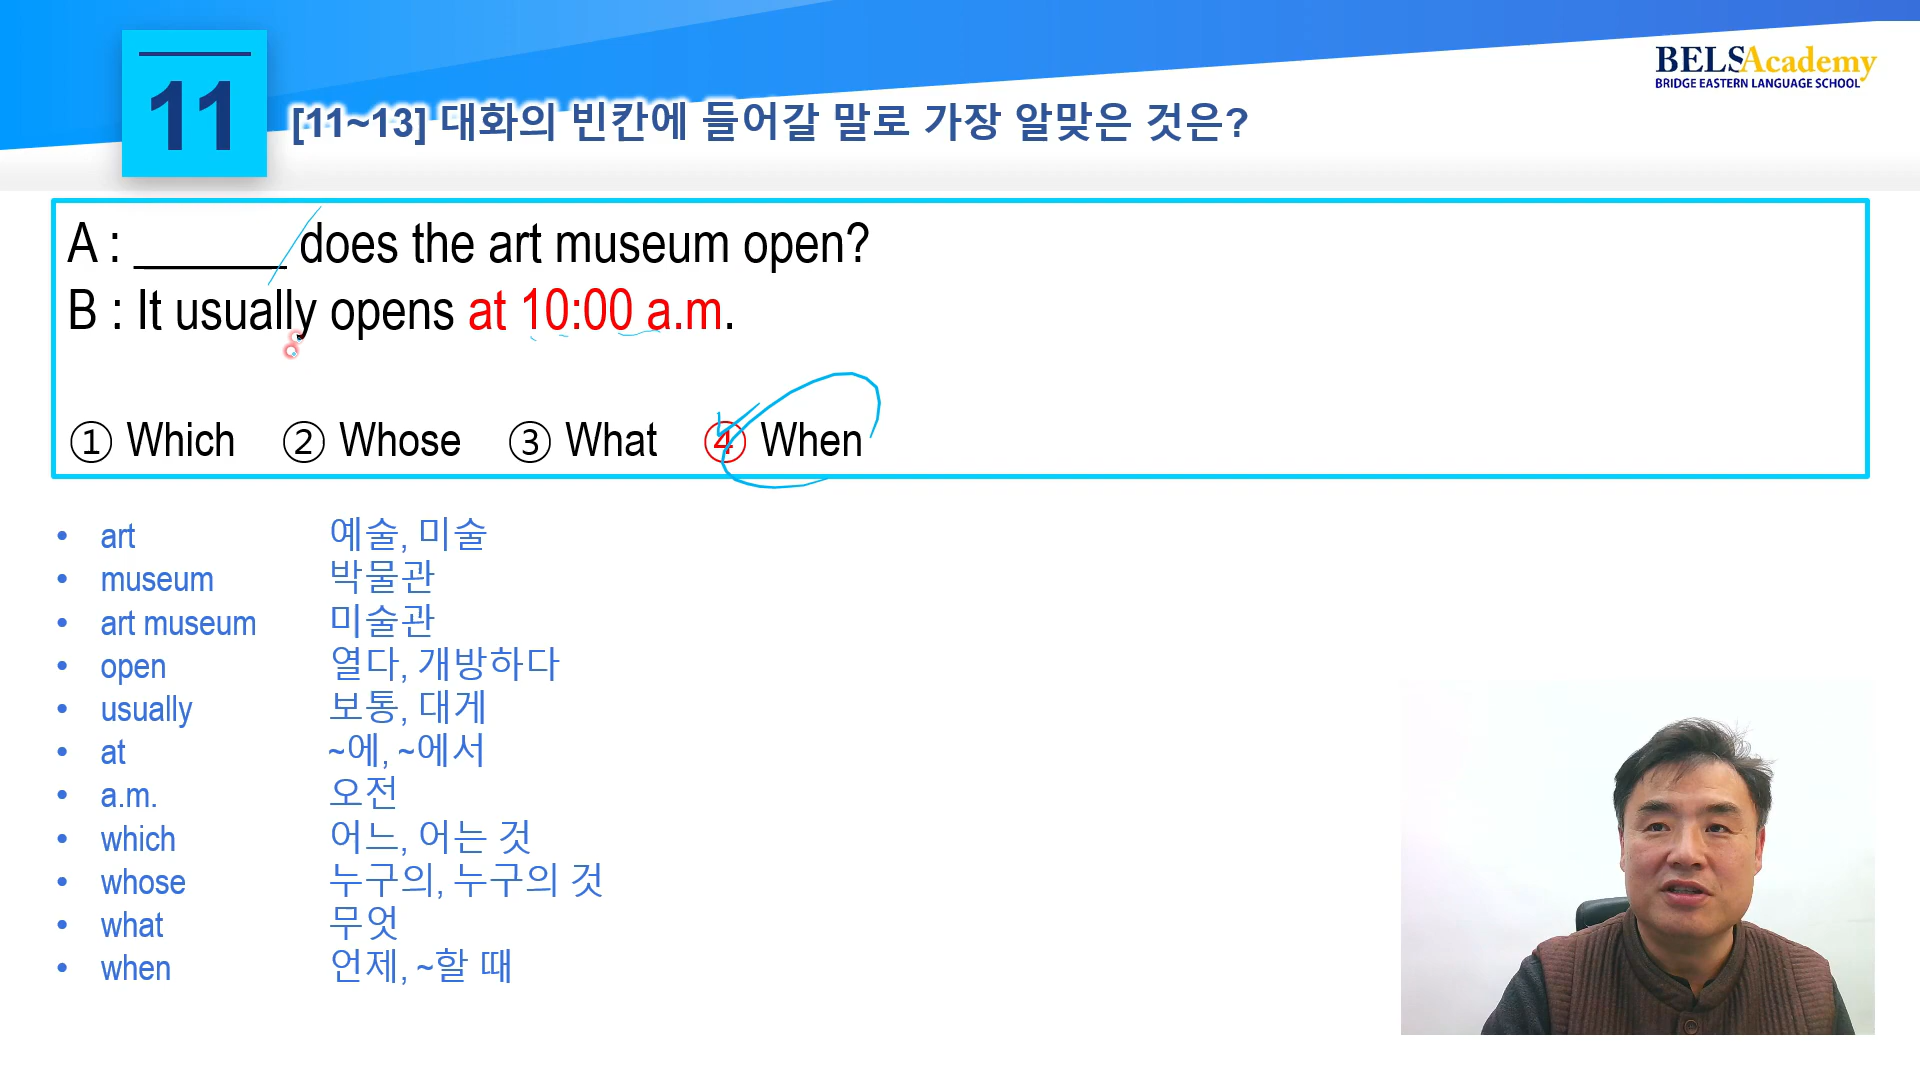 BELSAcademy
BRIDGE EASTERN LANGUAGE SCHOOL
11
[11~13] 대화의 빈칸에 들어갈 말로 가장 알맞은 것은?
A : ______ does the art museum open?
B : It usually opens at 10:00 a.m.
① Which ② Whose ③ What ④ When
• art 예술, 미술
• museum 박물관
• art museum 미술관
• open 열다, 개방하다
• usually 보통, 대게
• at ~에, ~에서
• a.m. 오전
• which 어느, 어는 것
• whose 누구의, 누구의 것
• what 무엇
• when 언제, ~할 때